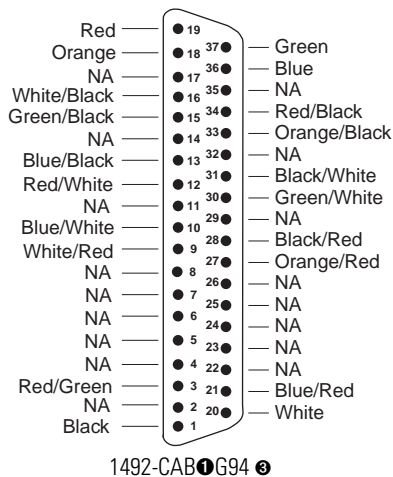 Red 19
Orange 18
NA 17
White/Black 16
Green/Black 15
NA 14
Blue/Black 13
Red/White 12
NA 11
Blue/White 10
White/Red 9
NA 8
NA 7
NA 6
NA 5
NA 4
Red/Green 3
NA 2
Black 1
37 Green
36 Blue
35 NA
34 Red/Black
33 Orange/Black
32 NA
31 Black/White
30 Green/White
29 NA
28 Black/Red
27 Orange/Red
26 NA
25 NA
24 NA
23 NA
22 NA
21 Blue/Red
20 White
1492-CAB❶G94 ❸